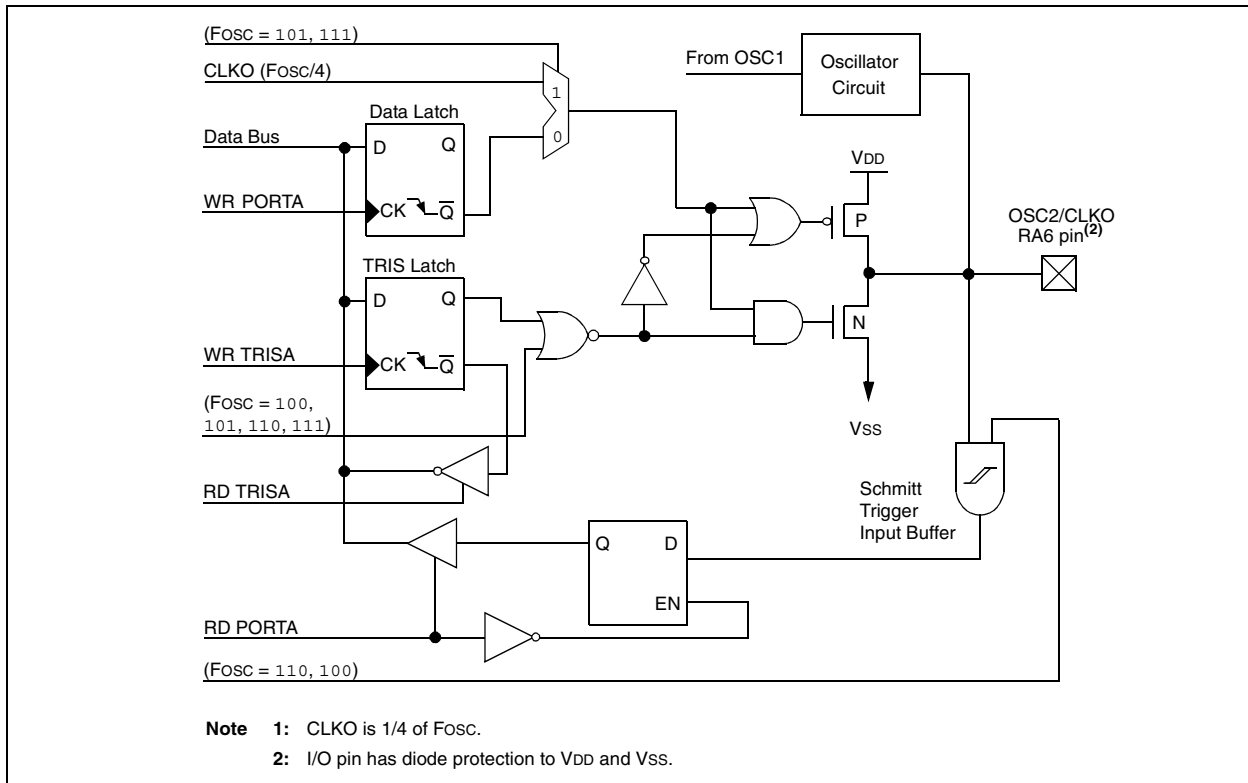 (FOSC = 101, 111)
CLKO (FOSC/4)
From OSC1
Oscillator
Circuit
1
0
Data Latch
Data Bus
D
Q
WR PORTA
CK
Q
VDD
P
OSC2/CLKO
RA6 pin(2)
TRIS Latch
D
Q
N
WR TRISA
CK
Q
(FOSC = 100,
101, 110, 111)
VSS
RD TRISA
Schmitt
Trigger
Input Buffer
Q
D
EN
RD PORTA
(FOSC = 110, 100)
Note 1: CLKO is 1/4 of FOSC.
2: I/O pin has diode protection to VDD and VSS.